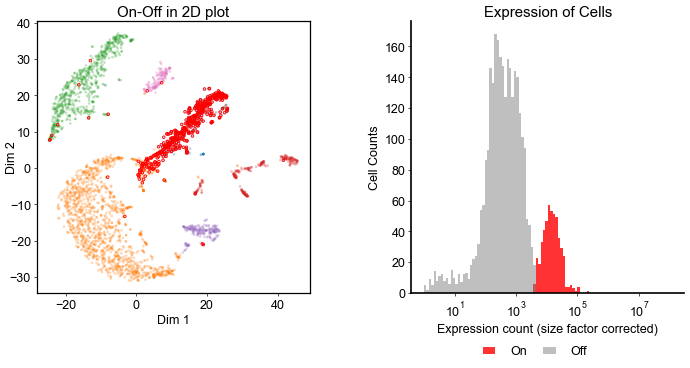 On-Off in 2D plot
40
30
20
10
0
−10
−20
−30
Dim 2
−20 0 20 40
Dim 1
Expression of Cells
160
140
120
100
80
60
40
20
0
Cell Counts
10^1 10^3 10^5 10^7
Expression count (size factor corrected)
On Off